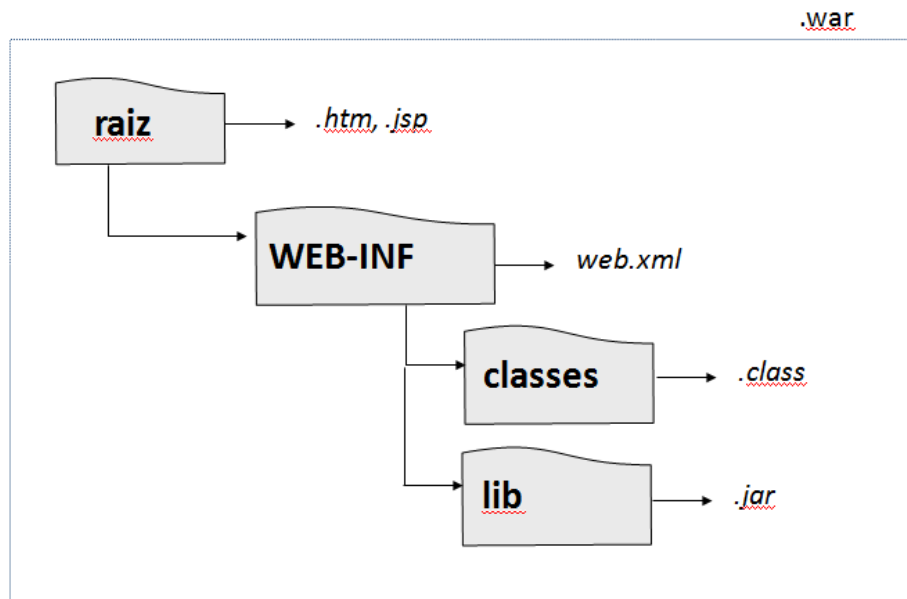 .war
raiz
.htm, .jsp
WEB-INF
web.xml
classes
.class
lib
.jar